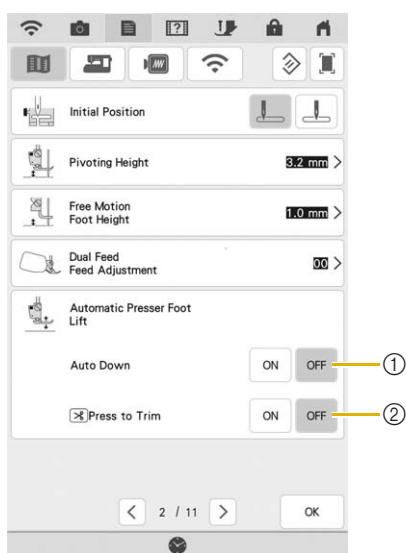 Initial Position
Pivoting Height
3.2 mm >
Free Motion
Foot Height
1.0 mm >
Dual Feed
Feed Adjustment
00 >
Automatic Presser Foot
Lift
Auto Down
ON
OFF
①
Press to Trim
ON
OFF
②
< 2 / 11 >
OK